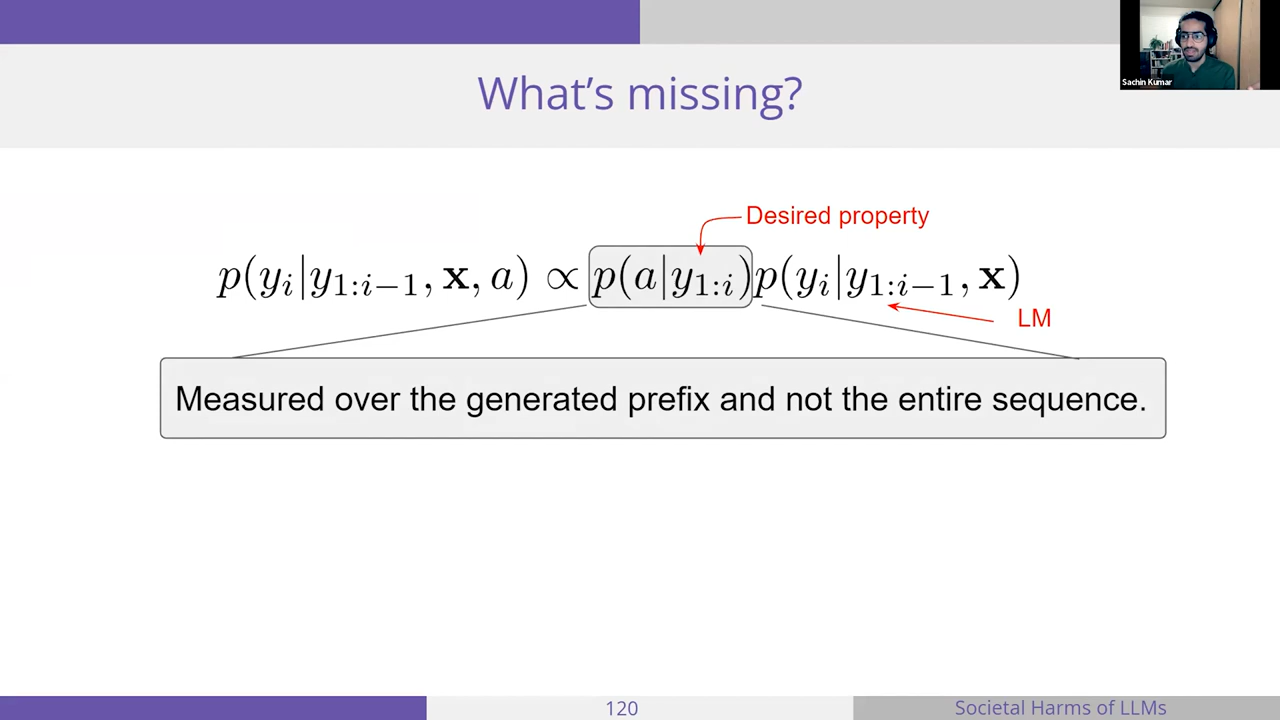 Sachin Kumar
What's missing?
Desired property
p(y_i|y_{1:i−1}, x, a) ∝ p(a|y_{1:i})p(y_i|y_{1:i−1}, x)
LM
Measured over the generated prefix and not the entire sequence.
120
Societal Harms of LLMs